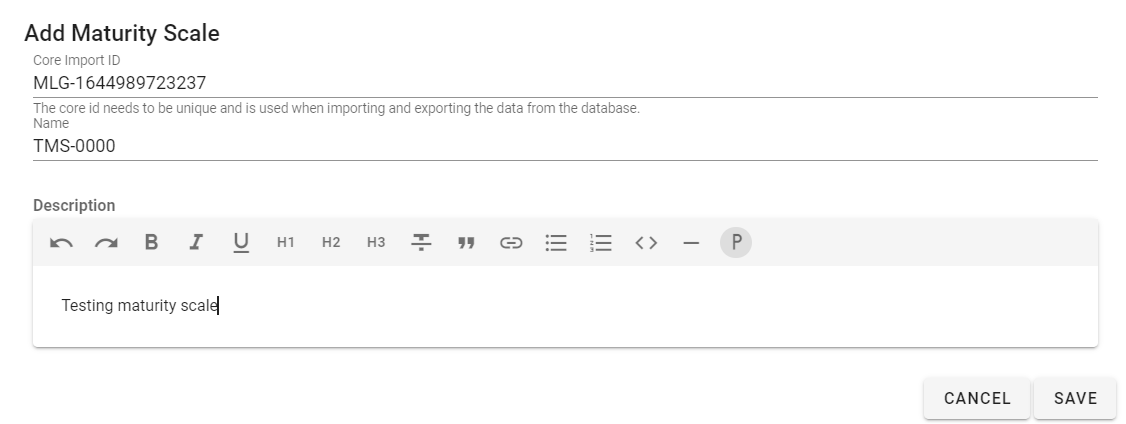 Add Maturity Scale
Core Import ID
MLG-1644989723237
The core id needs to be unique and is used when importing and exporting the data from the database.
Name
TMS-0000
Description
B I U H1 H2 H3 P
Testing maturity scale
CANCEL SAVE